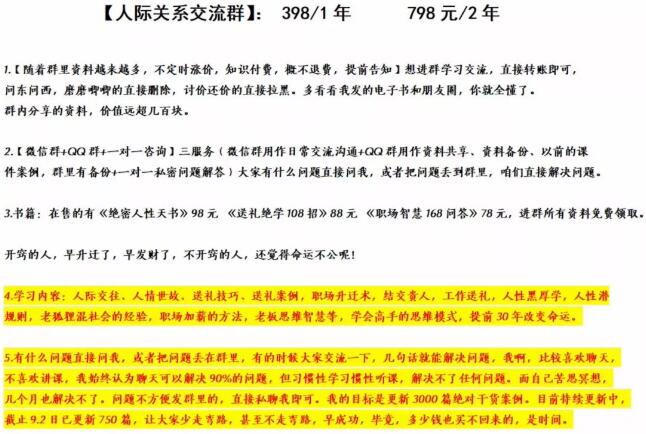 【人际关系交流群】： 398/1 年 798 元/2 年
1.【随着群里资料越来越多，不定时涨价，知识付费，概不退费，提前告知】想进群学习交流，直接转账即可，
问东问西，磨磨唧唧的直接删除，讨价还价的直接拉黑。多看看我发的电子书和朋友圈，你就全懂了。
群内分享的资料，价值远超几百块。
2.【微信群+QQ 群+一对一咨询】三服务（微信群用作日常交流沟通+QQ 群用作资料共享、资料备份、以前的课
件案例，群里有备份+一对一私密问题解答）大家有什么问题直接问我，或者把问题丢到群里，咱们直接解决问题。
3.书籍：在售的有《绝密人性天书》98 元 《送礼绝学 108 招》88 元 《职场智慧 168 问答》78 元，进群所有资料免费领取。
开窍的人，早升迁了，早发财了，不开窍的人，还觉得命运不公呢！
4.学习内容：人际交往、人情世故、送礼技巧、送礼案例，职场升迁术，结交贵人，工作送礼，人性黑厚学，人性潜
规则，老狐狸混社会的经验，职场加薪的方法，老板思维智慧等，学会高手的思维模式，提前 30 年改变命运。
5.有什么问题直接问我，或者把问题丢在群里，有的时候大家交流一下，几句话就能解决问题，我啊，比较喜欢聊天，
不喜欢讲课，我始终认为聊天可以解决 90%的问题，但习惯性学习惯性听课，解决不了任何问题。而自己苦思冥想，
几个月也解决不了。问题不方便发群里的，直接私聊我即可。我的目标是更新 3000 篇绝对干货案例。目前持续更新中，
截止 9.2 日已更新 750 篇，让大家少走弯路，甚至不走弯路，早成功，毕竟，多少钱也买不回来的，是时间。